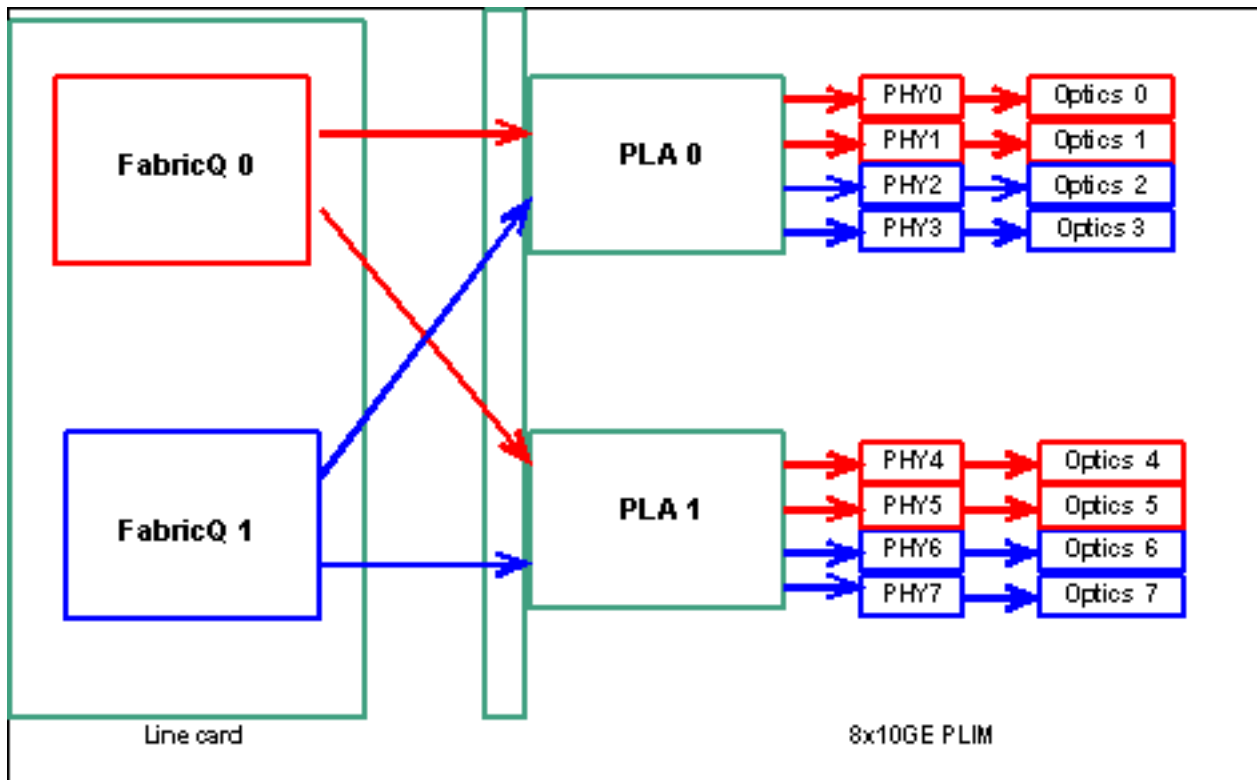 FabricQ 0
PLA 0
PHY0
Optics 0
PHY1
Optics 1
PHY2
Optics 2
PHY3
Optics 3
FabricQ 1
PLA 1
PHY4
Optics 4
PHY5
Optics 5
PHY6
Optics 6
PHY7
Optics 7
Line card
8x10GE PLIM